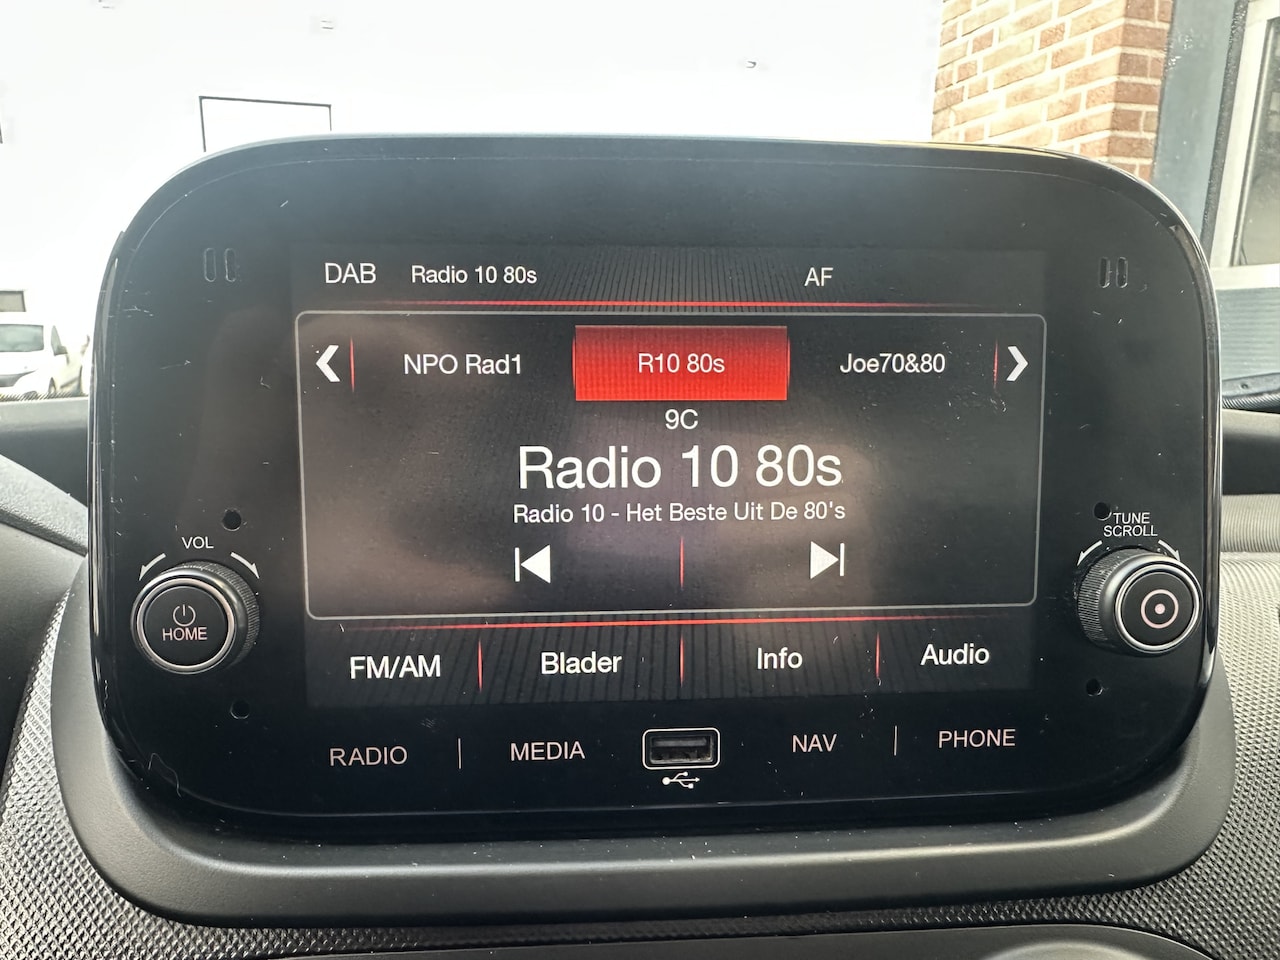 DAB Radio 10 80s AF
NPO Rad1 R10 80s Joe70&80
9C
Radio 10 80s
Radio 10 - Het Beste Uit De 80's
VOL
HOME
TUNE
SCROLL
FM/AM Blader Info Audio
RADIO MEDIA NAV PHONE